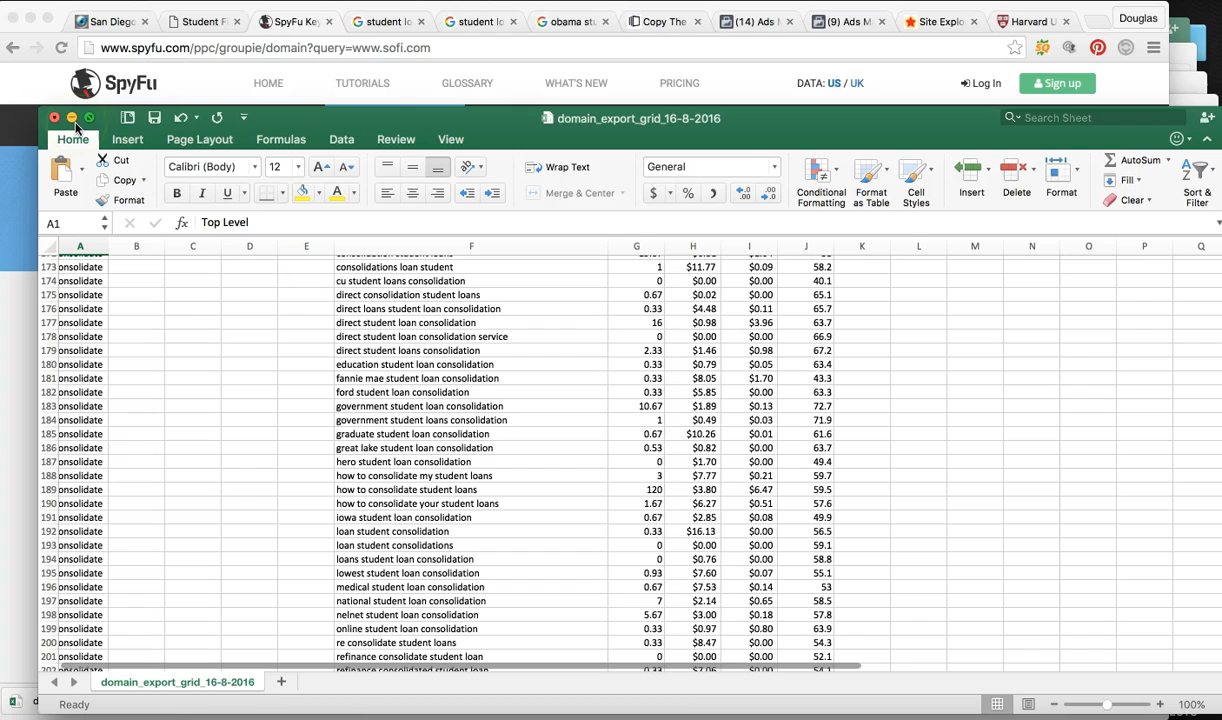 San Diego
Student F
SpyFu Key
student lo
student lo
obama stu
Copy The
(14) Ads M
(9) Ads M
Site Explo
Harvard U
Douglas
www.spyfu.com/ppc/groupie/domain?query=www.sofi.com
SpyFu
HOME TUTORIALS GLOSSARY WHAT'S NEW PRICING DATA: US / UK Log In Sign up
domain_export_grid_16-8-2016 Search Sheet
Home Insert Page Layout Formulas Data Review View
Paste Cut Copy Format
Calibri (Body) 12 A A B I U A
Wrap Text Merge & Center
General $ % .0 .00 .00 .0
Conditional Formatting Format as Table Cell Styles Insert Delete Format
AutoSum Fill Clear Sort & Filter
A1 fx Top Level
A B C D E F G H I J K L M N O P Q
173 onsolidate consolidations loan student 1 $11.77 $0.09 58.2
174 onsolidate cu student loans consolidation 0 $0.00 $0.00 40.1
175 onsolidate direct consolidation student loans 0.67 $0.02 $0.00 65.1
176 onsolidate direct loans student loan consolidation 0.33 $4.48 $0.11 65.7
177 onsolidate direct student loan consolidation 16 $0.98 $3.96 63.7
178 onsolidate direct student loan consolidation service 0 $0.00 $0.00 66.9
179 onsolidate direct student loans consolidation 2.33 $1.46 $0.98 67.2
180 onsolidate education student loan consolidation 0.33 $0.79 $0.05 63.4
181 onsolidate fannie mae student loan consolidation 0.33 $8.05 $1.70 43.3
182 onsolidate ford student loan consolidation 0.33 $5.85 $0.00 63.3
183 onsolidate government student loan consolidation 10.67 $1.89 $0.13 72.7
184 onsolidate government student loans consolidation 1 $0.49 $0.03 71.9
185 onsolidate graduate student loan consolidation 0.67 $10.26 $0.01 61.6
186 onsolidate great lake student loan consolidation 0.53 $0.82 $0.00 63.7
187 onsolidate hero student loan consolidation 0 $1.70 $0.00 49.4
188 onsolidate how to consolidate my student loans 3 $7.77 $0.21 59.7
189 onsolidate how to consolidate student loans 120 $3.80 $6.47 59.5
190 onsolidate how to consolidate your student loans 1.67 $6.27 $0.51 57.6
191 onsolidate iowa student loan consolidation 0.67 $2.85 $0.08 49.9
192 onsolidate loan student consolidation 0.33 $16.13 $0.00 56.5
193 onsolidate loan student consolidations 0 $0.00 $0.00 59.1
194 onsolidate loans student loan consolidation 0 $0.76 $0.00 58.8
195 onsolidate lowest student loan consolidation 0.93 $7.60 $0.07 55.1
196 onsolidate medical student loan consolidation 0.67 $7.53 $0.14 53
197 onsolidate national student loan consolidation 7 $2.14 $0.65 58.5
198 onsolidate nelnet student loan consolidation 5.67 $3.00 $0.18 57.8
199 onsolidate online student loan consolidation 0.33 $0.97 $0.80 63.9
200 onsolidate re consolidate student loans 0.33 $8.47 $0.00 54.3
201 onsolidate refinance consolidate student loan 0 $0.00 $0.00 52.1
domain_export_grid_16-8-2016
Ready 100%